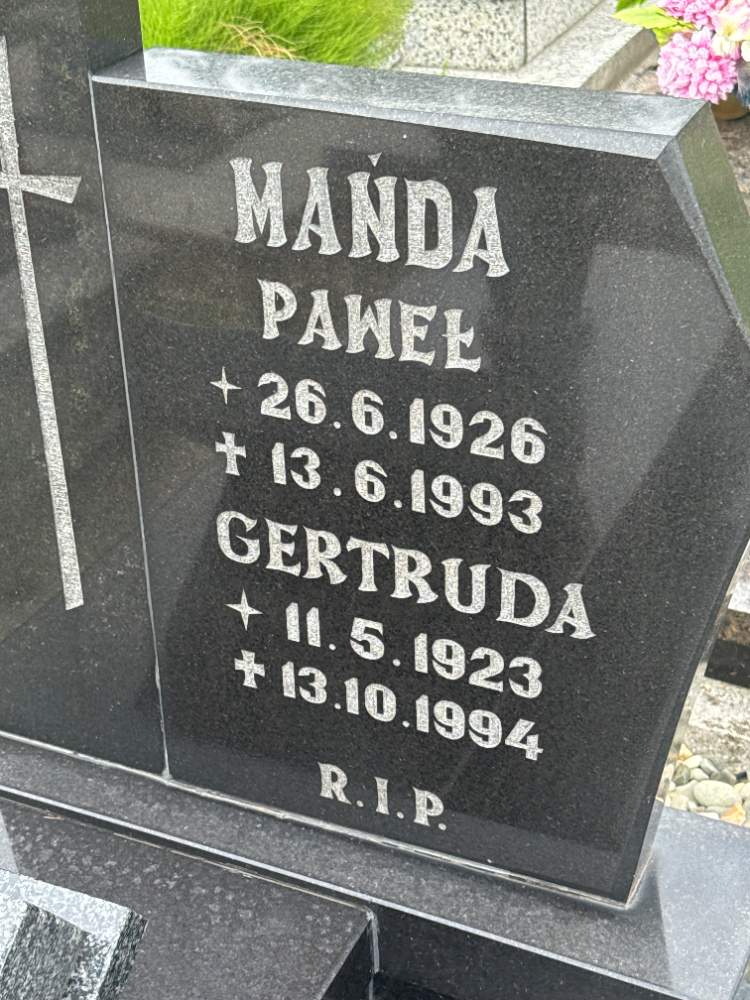 MAŃDA
PAWEŁ
26.6.1926
13.6.1993
GERTRUDA
11.5.1923
13.10.1994
R.I.P.